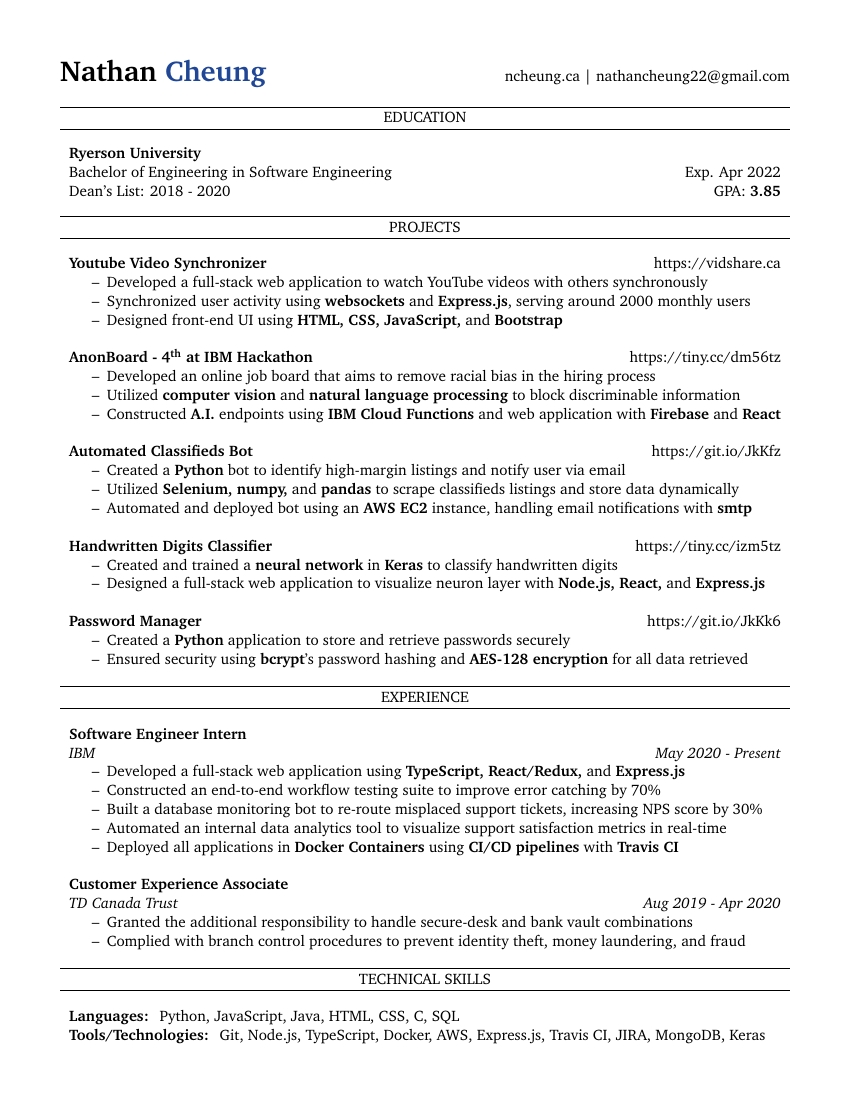 Nathan Cheung
ncheung.ca | nathancheung22@gmail.com
EDUCATION
Ryerson University
Bachelor of Engineering in Software Engineering Exp. Apr 2022
Dean's List: 2018 - 2020 GPA: 3.85
PROJECTS
Youtube Video Synchronizer https://vidshare.ca
– Developed a full-stack web application to watch YouTube videos with others synchronously
– Synchronized user activity using websockets and Express.js, serving around 2000 monthly users
– Designed front-end UI using HTML, CSS, JavaScript, and Bootstrap
AnonBoard - 4th at IBM Hackathon https://tiny.cc/dm56tz
– Developed an online job board that aims to remove racial bias in the hiring process
– Utilized computer vision and natural language processing to block discriminable information
– Constructed A.I. endpoints using IBM Cloud Functions and web application with Firebase and React
Automated Classifieds Bot https://git.io/JkKfz
– Created a Python bot to identify high-margin listings and notify user via email
– Utilized Selenium, numpy, and pandas to scrape classifieds listings and store data dynamically
– Automated and deployed bot using an AWS EC2 instance, handling email notifications with smtp
Handwritten Digits Classifier https://tiny.cc/izm5tz
– Created and trained a neural network in Keras to classify handwritten digits
– Designed a full-stack web application to visualize neuron layer with Node.js, React, and Express.js
Password Manager https://git.io/JkKk6
– Created a Python application to store and retrieve passwords securely
– Ensured security using bcrypt's password hashing and AES-128 encryption for all data retrieved
EXPERIENCE
Software Engineer Intern
IBM May 2020 - Present
– Developed a full-stack web application using TypeScript, React/Redux, and Express.js
– Constructed an end-to-end workflow testing suite to improve error catching by 70%
– Built a database monitoring bot to re-route misplaced support tickets, increasing NPS score by 30%
– Automated an internal data analytics tool to visualize support satisfaction metrics in real-time
– Deployed all applications in Docker Containers using CI/CD pipelines with Travis CI
Customer Experience Associate
TD Canada Trust Aug 2019 - Apr 2020
– Granted the additional responsibility to handle secure-desk and bank vault combinations
– Complied with branch control procedures to prevent identity theft, money laundering, and fraud
TECHNICAL SKILLS
Languages: Python, JavaScript, Java, HTML, CSS, C, SQL
Tools/Technologies: Git, Node.js, TypeScript, Docker, AWS, Express.js, Travis CI, JIRA, MongoDB, Keras